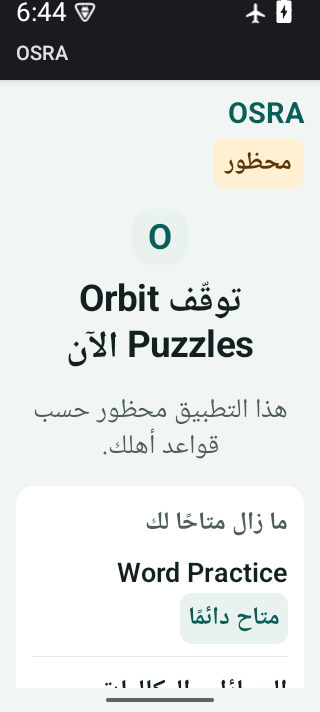 6:44
OSRA
OSRA
محظور
O
توقّف Orbit
Puzzles الآن
هذا التطبيق محظور حسب
قواعد أهلك.
ما زال متاحًا لك
Word Practice
متاح دائمًا